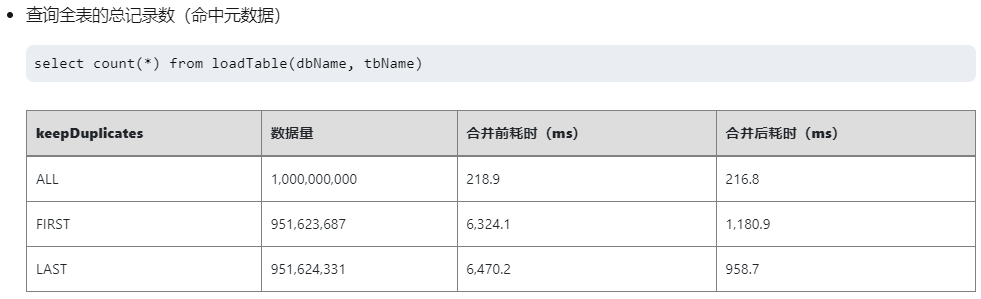 查询全表的总记录数（命中元数据）
select count(*) from loadTable(dbName, tbName)
keepDuplicates 数据量 合并前耗时（ms） 合并后耗时（ms）
ALL 1,000,000,000 218.9 216.8
FIRST 951,623,687 6,324.1 1,180.9
LAST 951,624,331 6,470.2 958.7